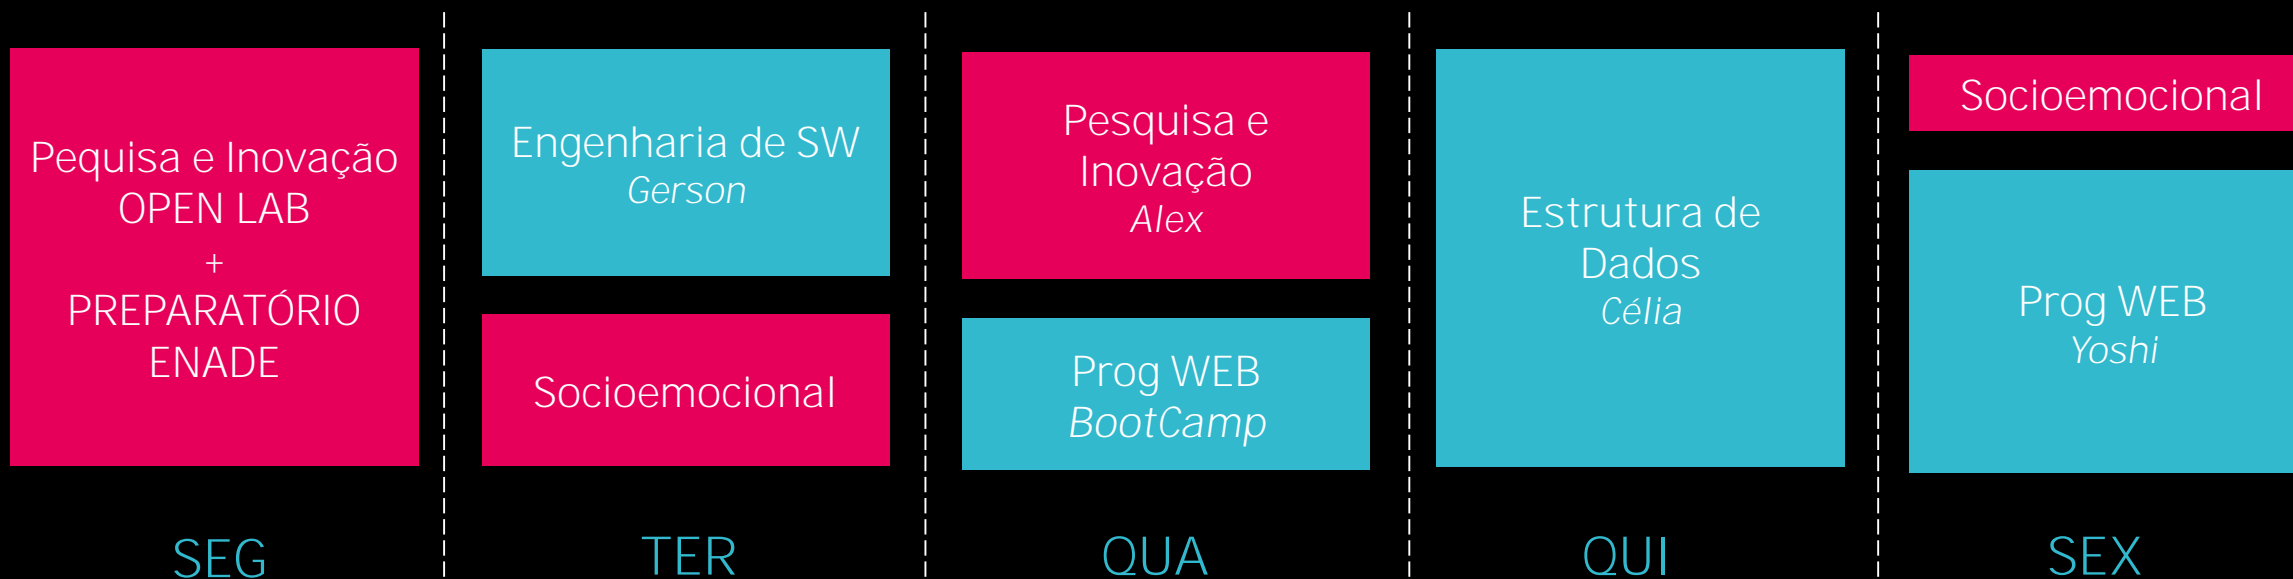 Pequisa e Inovação
OPEN LAB
+
PREPARATÓRIO
ENADE
SEG
Engenharia de SW
Gerson
Socioemocional
TER
Pesquisa e
Inovação
Alex
Prog WEB
BootCamp
QUA
Estrutura de
Dados
Célia
QUI
Socioemocional
Prog WEB
Yoshi
SEX